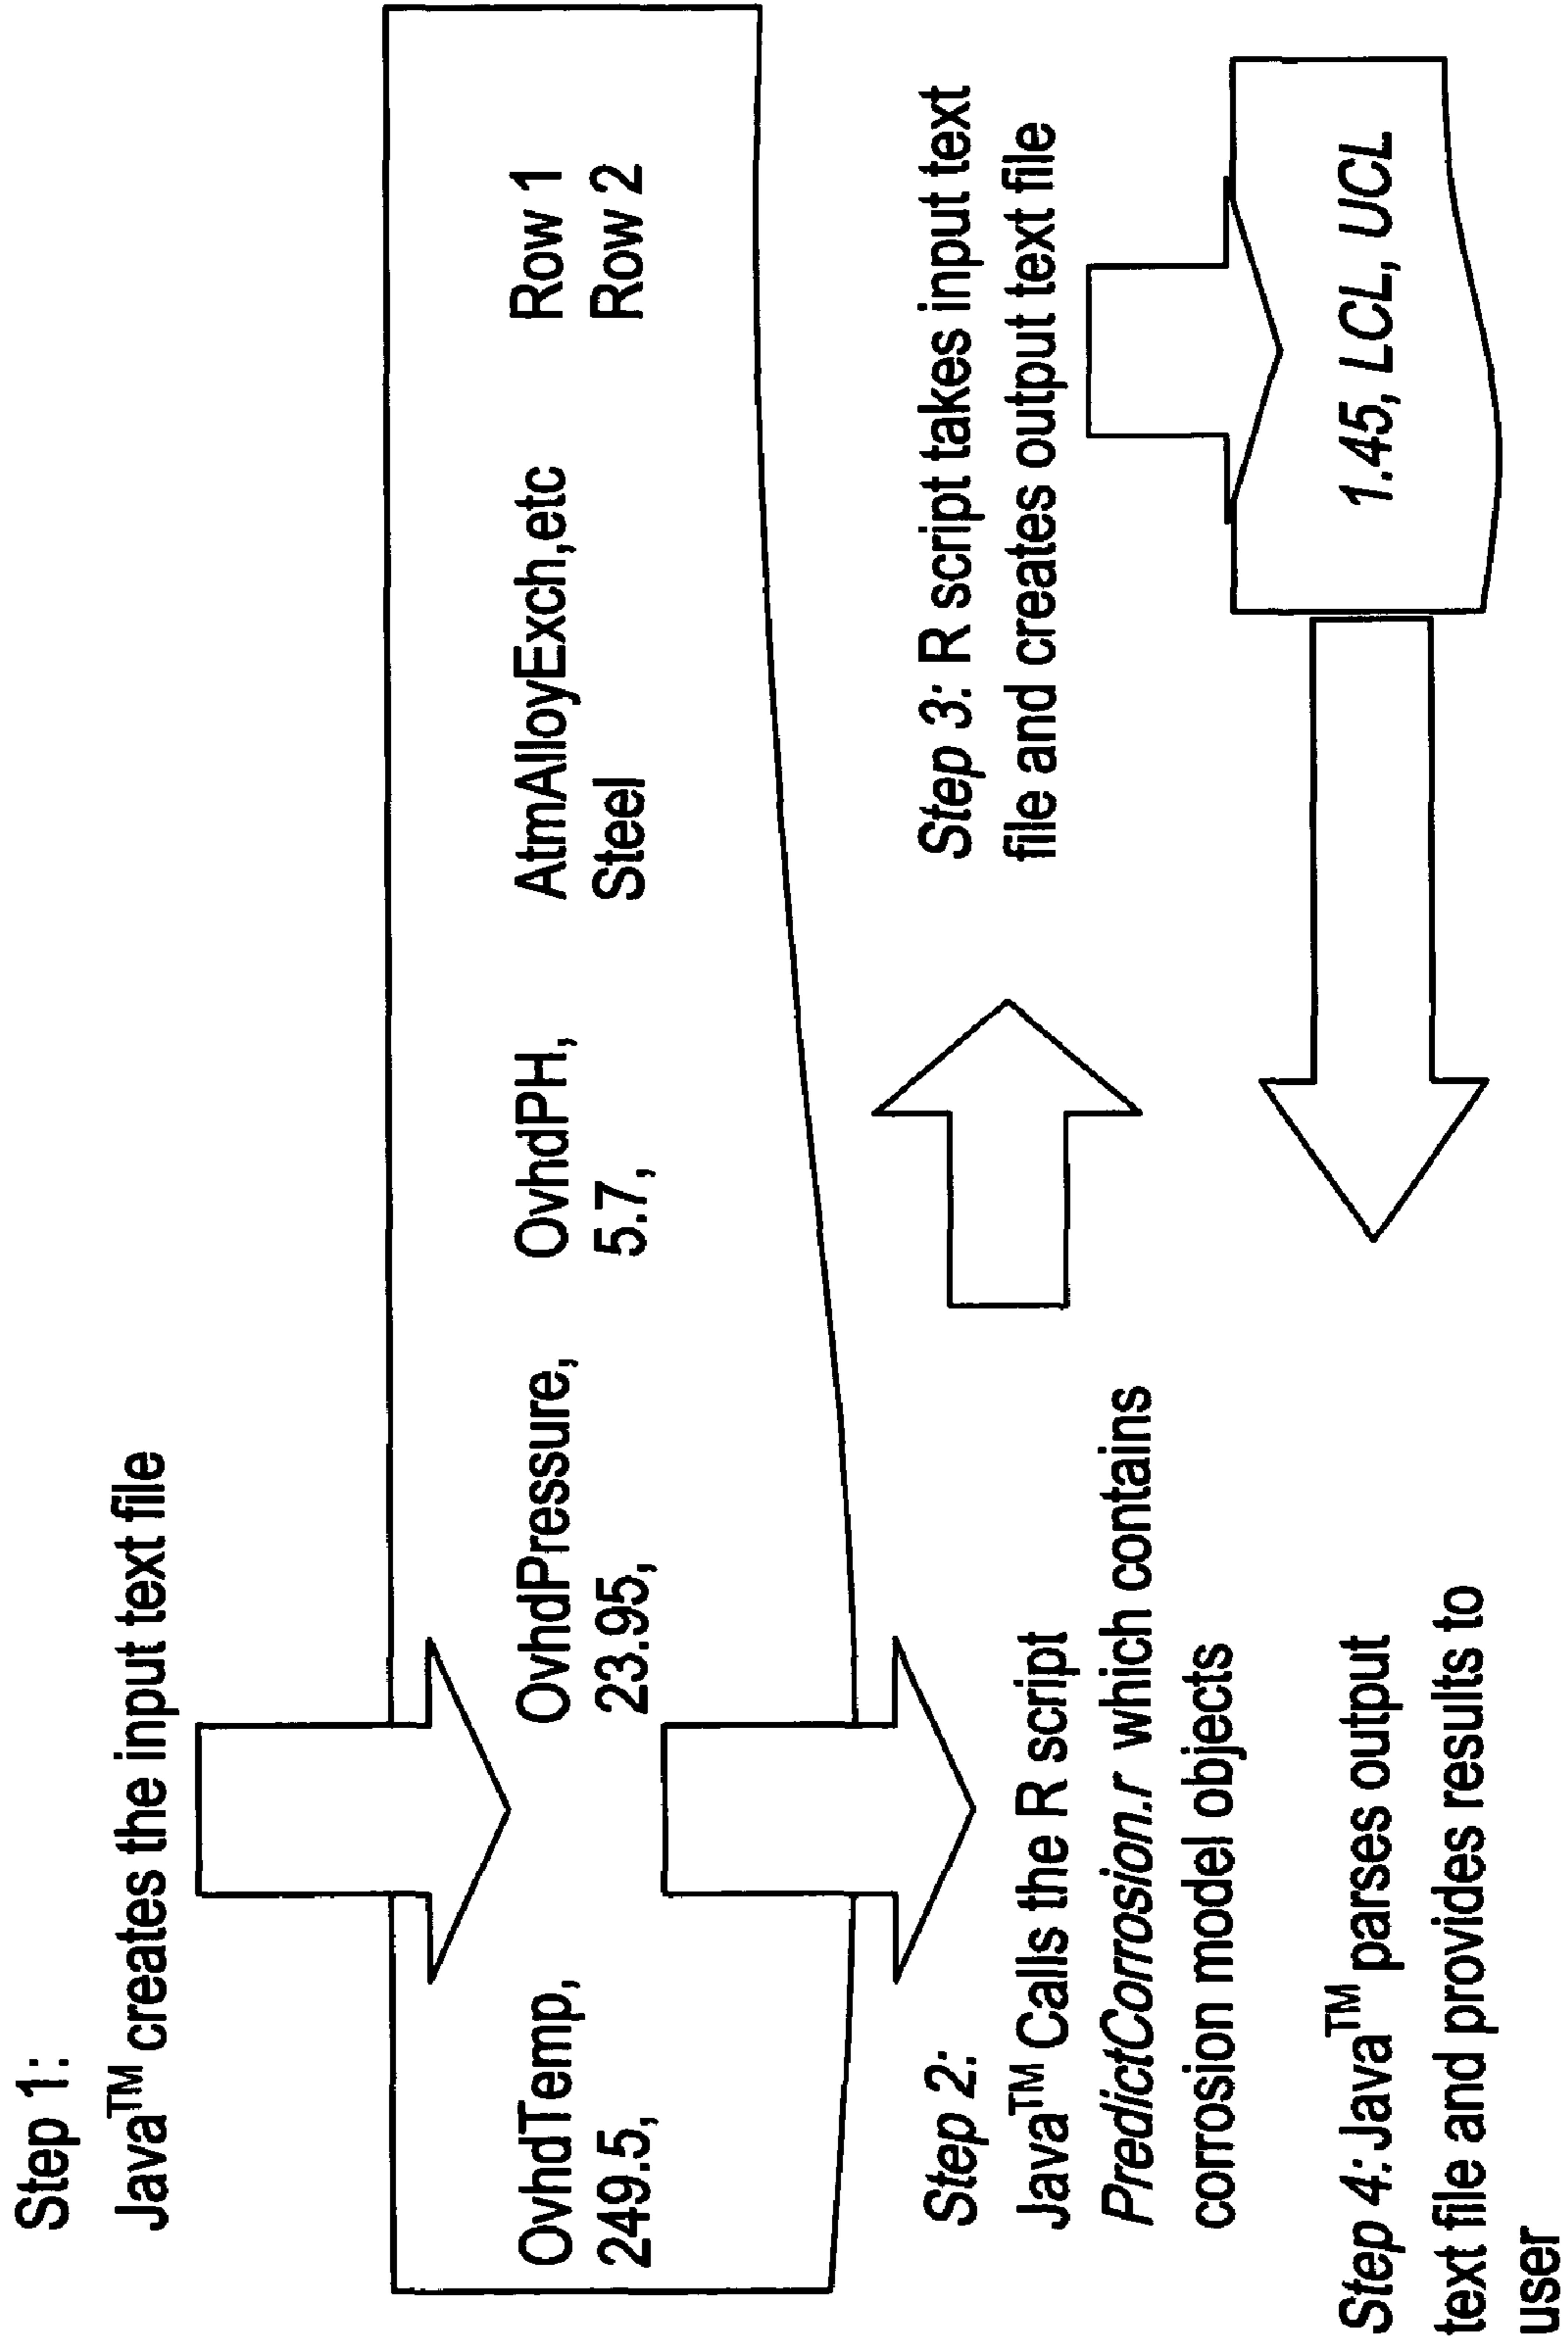 Step 1:
Java™ creates the input text file
OvhdTemp, OvhdPressure, OvhdPH, AtmAlloyExch,etc Row 1
249.5, 23.95, 5.7, Steel Row 2
Step 2:
Java™ Calls the R script
PredictCorrosion.r which contains
corrosion model objects
Step 3: R script takes input text
file and creates output text file
1.45, LCL, UCL
Step 4: Java™ parses output
text file and provides results to
user